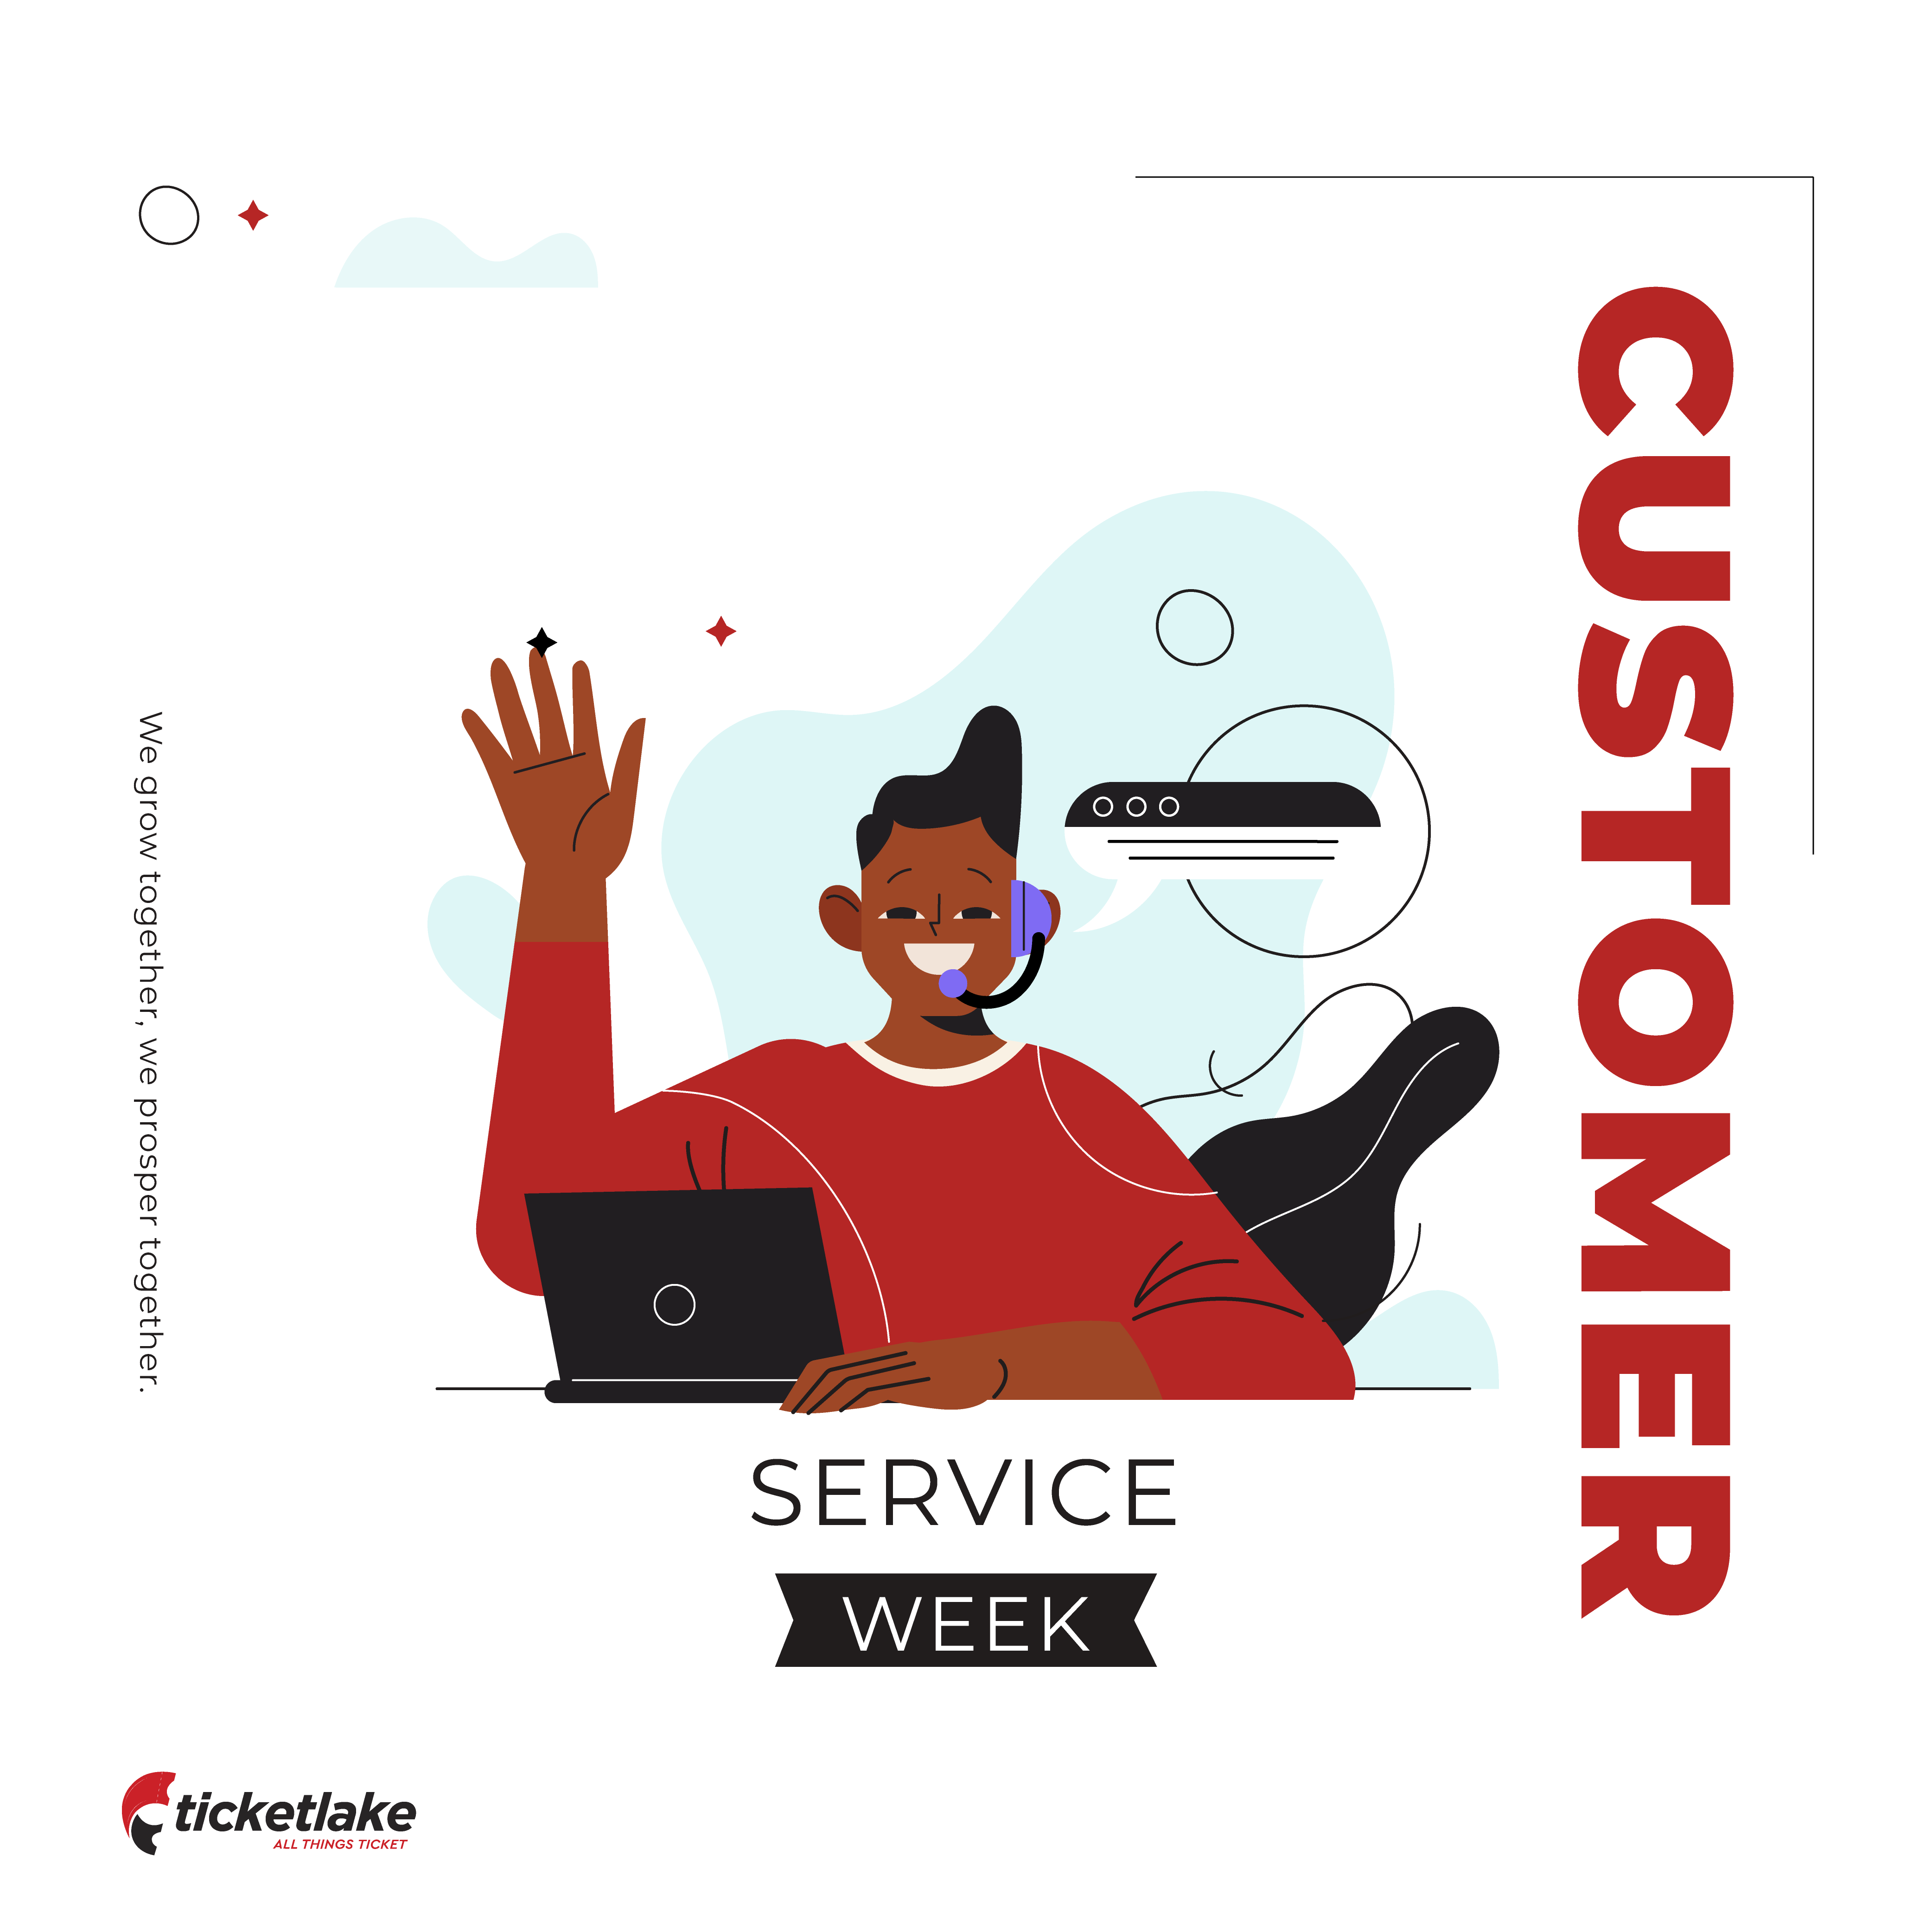 CUSTOMER
SERVICE
WEEK
We grow together, we prosper together.
ticketlake
ALL THINGS TICKET